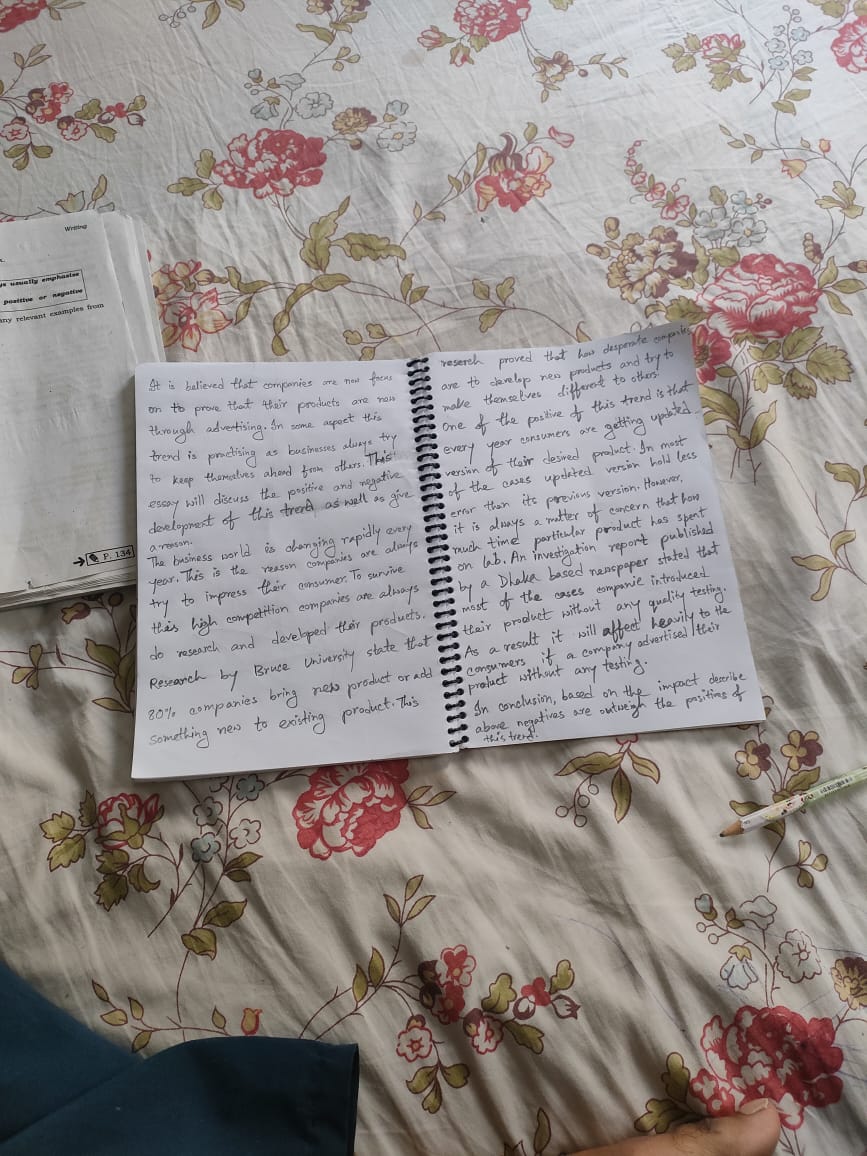 Writing
ys usually emphasise
positive or negative
any relevant examples from
P. 134
It is believed that companies are now focus
on to prove that their products are new
through advertising. In some aspect this
trend is practising as businesses always try
to keep themselves ahead from others. This
essay will discuss the positive and negative
development of this trend as well as give
a reason.
The business world is changing rapidly every
year. This is the reason companies are always
try to impress their consumer. To survive
this high competition companies are always
do research and developed their products.
Research by Bruce University state that
80% companies bring new product or add
something new to existing product. This
reserch proved that how desperate companies
are to develop new products and try to
make themselves different to others.
One of the positive of this trend is that
every year consumers are getting updated
version of their desired product. In most
of the cases updated version hold less
error than its previous version. However,
it is always a matter of concern that how
much time particular product has spent
on lab. An investigation report published
by a Dhaka based newspaper stated that
most of the cases companie introduced
their product without any quality testing.
As a result it will affect heavily to the
consumers if a company advertised their
product without any testing.
In conclusion, based on the impact describe
above negatives are outweigh the positives of
this trend.